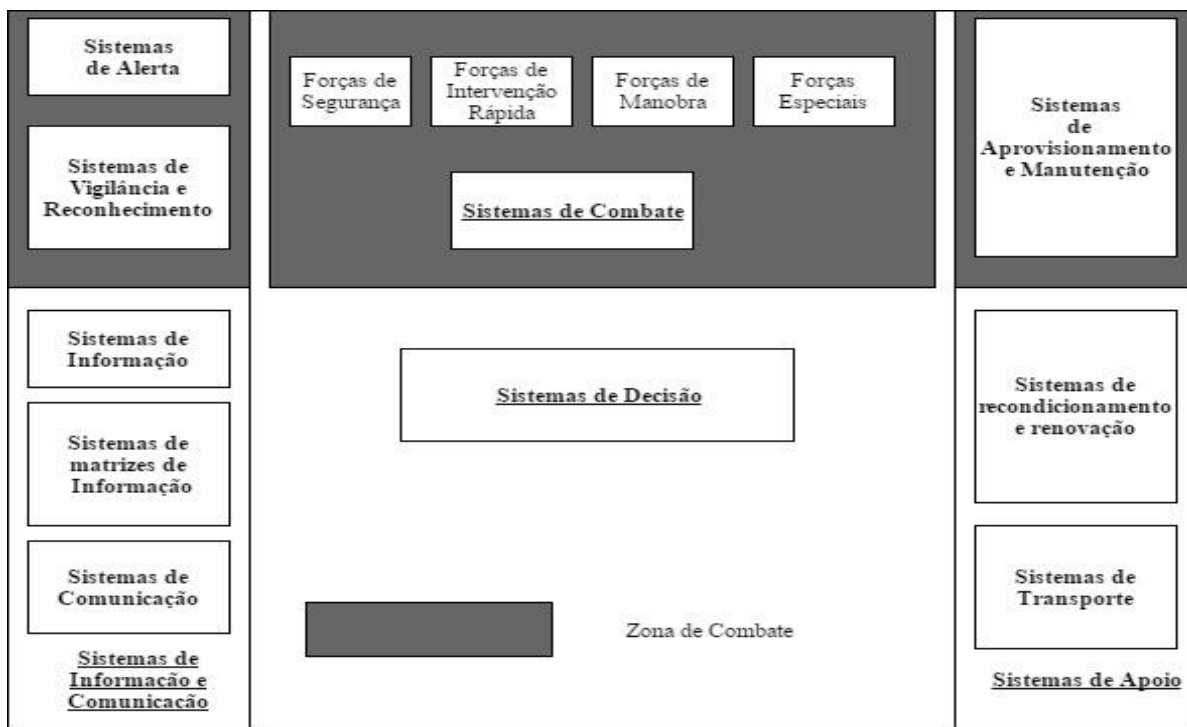 Sistemas
de Alerta
Sistemas de
Vigilância e
Reconhecimento
Sistemas de
Informação
Sistemas de
matrizes de
Informação
Sistemas de
Comunicação
Sistemas de
Informação e
Comunicação
Forças de
Segurança
Forças de
Intervenção
Rápida
Forças de
Manobra
Forças
Especiais
Sistemas de Combate
Sistemas de Decisão
Zona de Combate
Sistemas
de
Aprovisionamento
e Manutenção
Sistemas de
recondicionamento
e renovação
Sistemas de
Transporte
Sistemas de Apoio